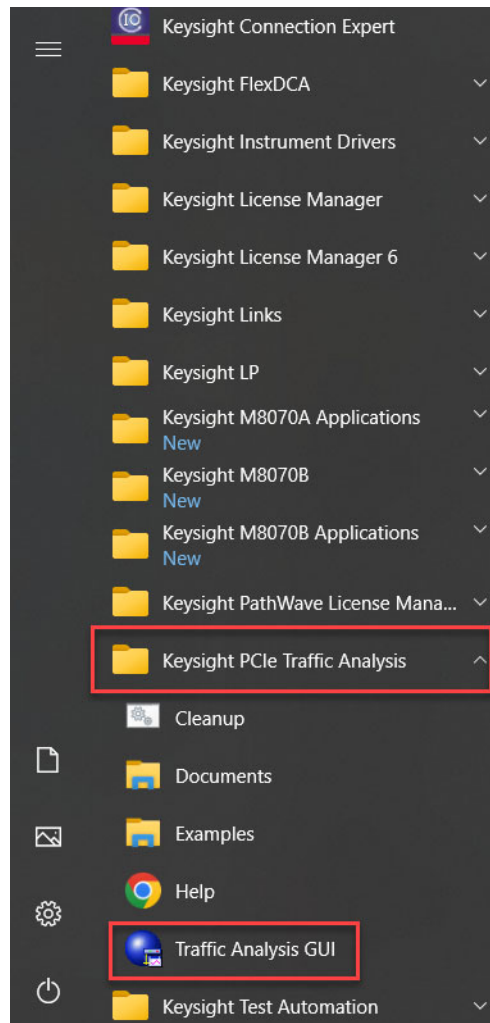 IO
Keysight Connection Expert
Keysight FlexDCA
Keysight Instrument Drivers
Keysight License Manager
Keysight License Manager 6
Keysight Links
Keysight LP
Keysight M8070A Applications
New
Keysight M8070B
New
Keysight M8070B Applications
New
Keysight PathWave License Mana...
Keysight PCIe Traffic Analysis
Cleanup
Documents
Examples
Help
Traffic Analysis GUI
Keysight Test Automation